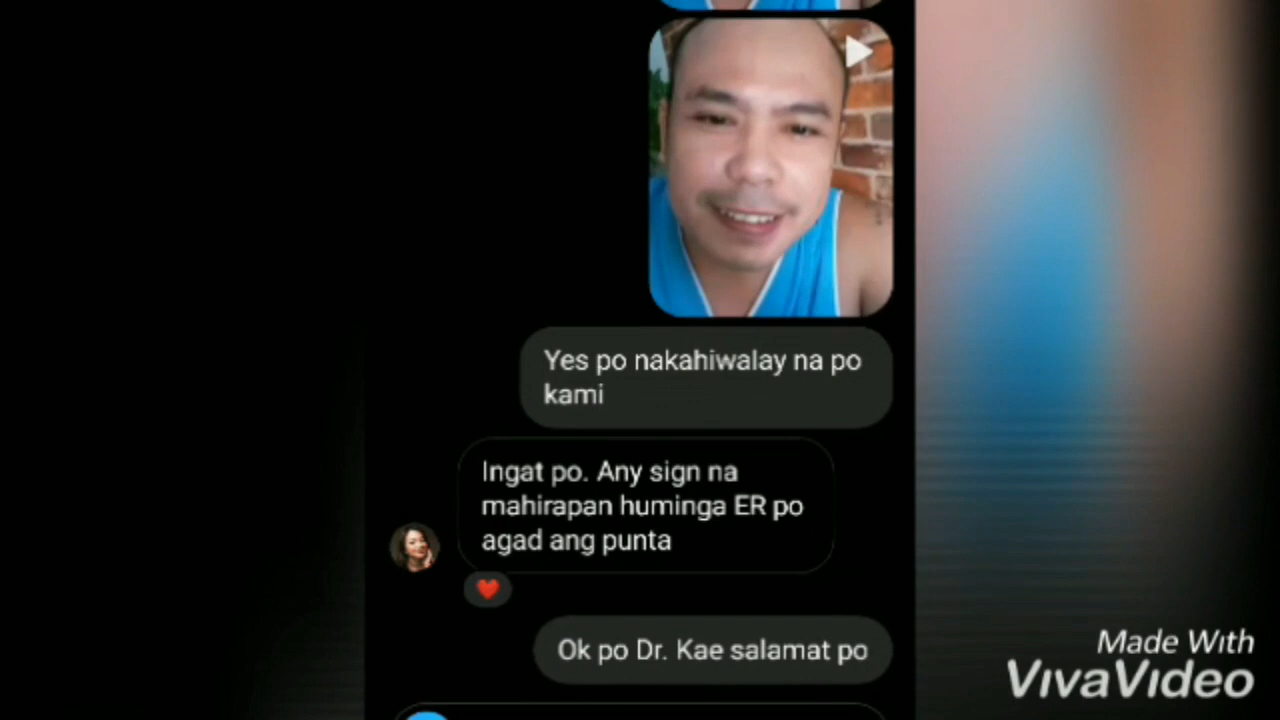 Yes po nakahiwalay na po
kami
Ingat po. Any sign na
mahirapan huminga ER po
agad ang punta
Ok po Dr. Kae salamat po
Made With
VivaVideo